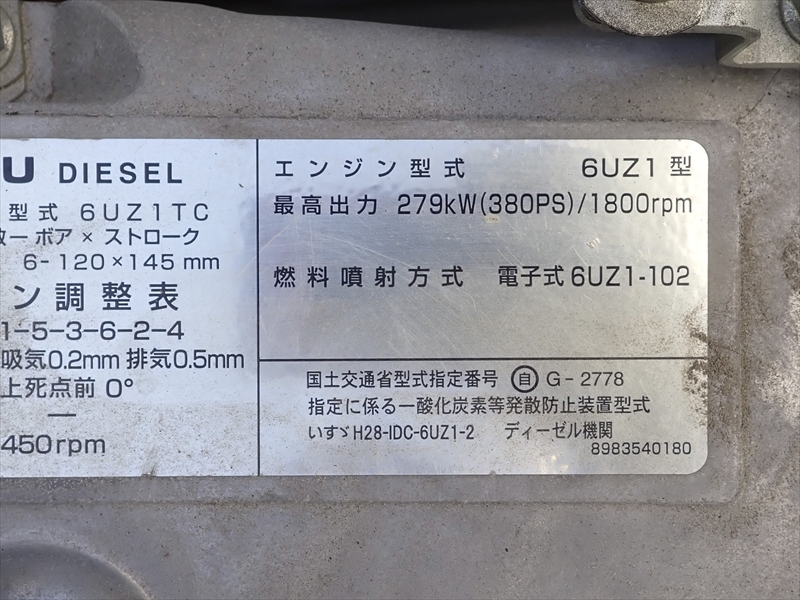 U DIESEL
型式 6UZ1TC
数ー ボア × ストローク
6-120×145 mm
ン調整表
1-5-3-6-2-4
吸気0.2mm 排気0.5mm
上死点前 0°
—
450rpm
エンジン型式 6UZ1型
最高出力 279kW(380PS)/1800rpm
燃料噴射方式 電子式6UZ1-102
国土交通省型式指定番号 自 G-2778
指定に係る一酸化炭素等発散防止装置型式
いすゞH28-IDC-6UZ1-2 ディーゼル機関
8983540180